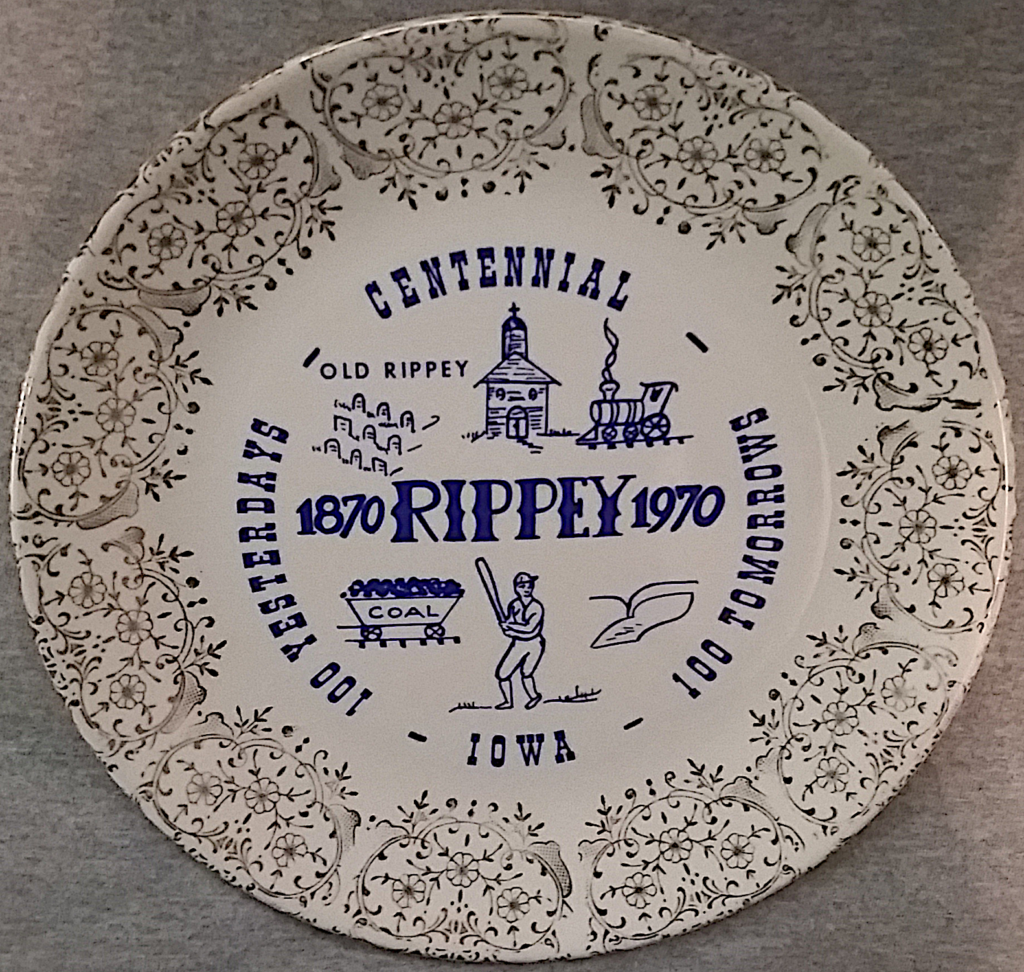 CENTENNIAL
OLD RIPPEY
100 YESTERDAYS
1870 RIPPEY 1970
100 TOMORROWS
COAL
IOWA